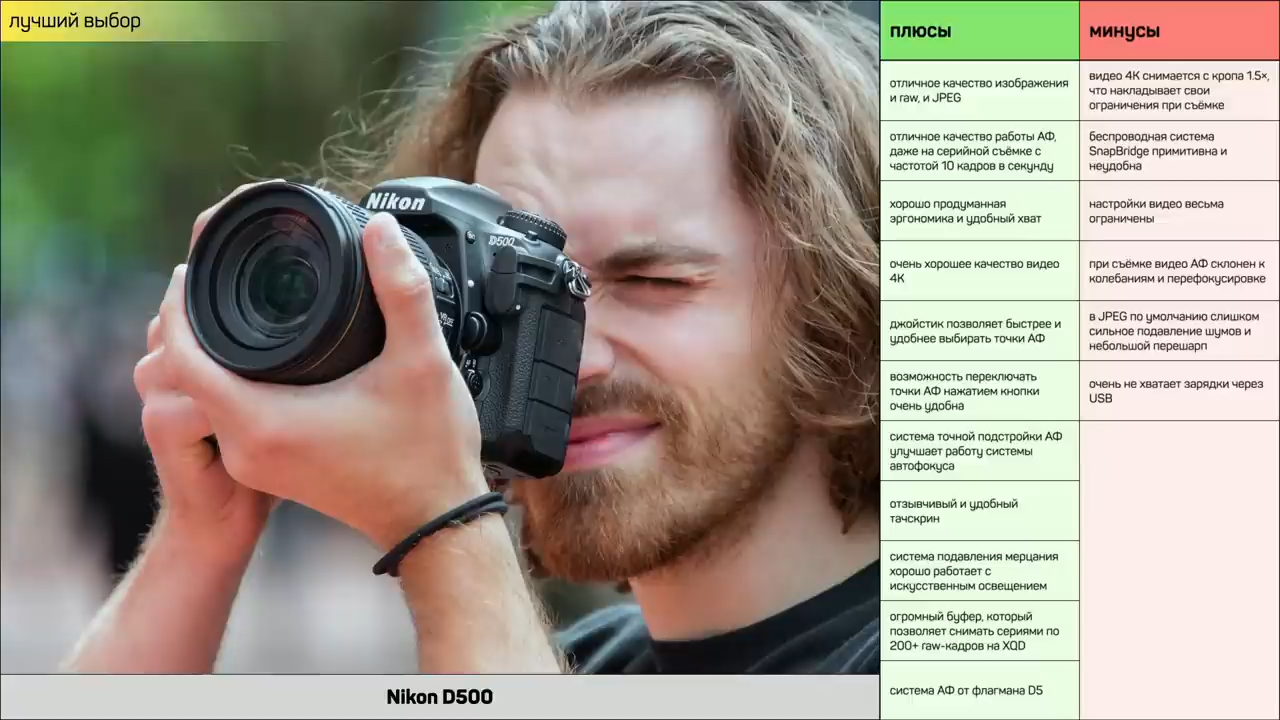 лучший выбор
Nikon
D500
Nikon D500
плюсы
отличное качество изображения
и raw, и JPEG
отличное качество работы АФ,
даже на серийной съёмке с
частотой 10 кадров в секунду
хорошо продуманная
эргономика и удобный хват
очень хорошее качество видео
4K
джойстик позволяет быстрее и
удобнее выбирать точки АФ
возможность переключать
точки АФ нажатием кнопки
очень удобна
система точной подстройки АФ
улучшает работу системы
автофокуса
отзывчивый и удобный
тачскрин
система подавления мерцания
хорошо работает с
искусственным освещением
огромный буфер, который
позволяет снимать сериями по
200+ raw-кадров на XQD
система АФ от флагмана D5
минусы
видео 4K снимается с кропа 1.5×,
что накладывает свои
ограничения при съёмке
беспроводная система
SnapBridge примитивна и
неудобна
настройки видео весьма
ограничены
при съёмке видео АФ склонен к
колебаниям и перефокусировке
в JPEG по умолчанию слишком
сильное подавление шумов и
небольшой перешарп
очень не хватает зарядки через
USB